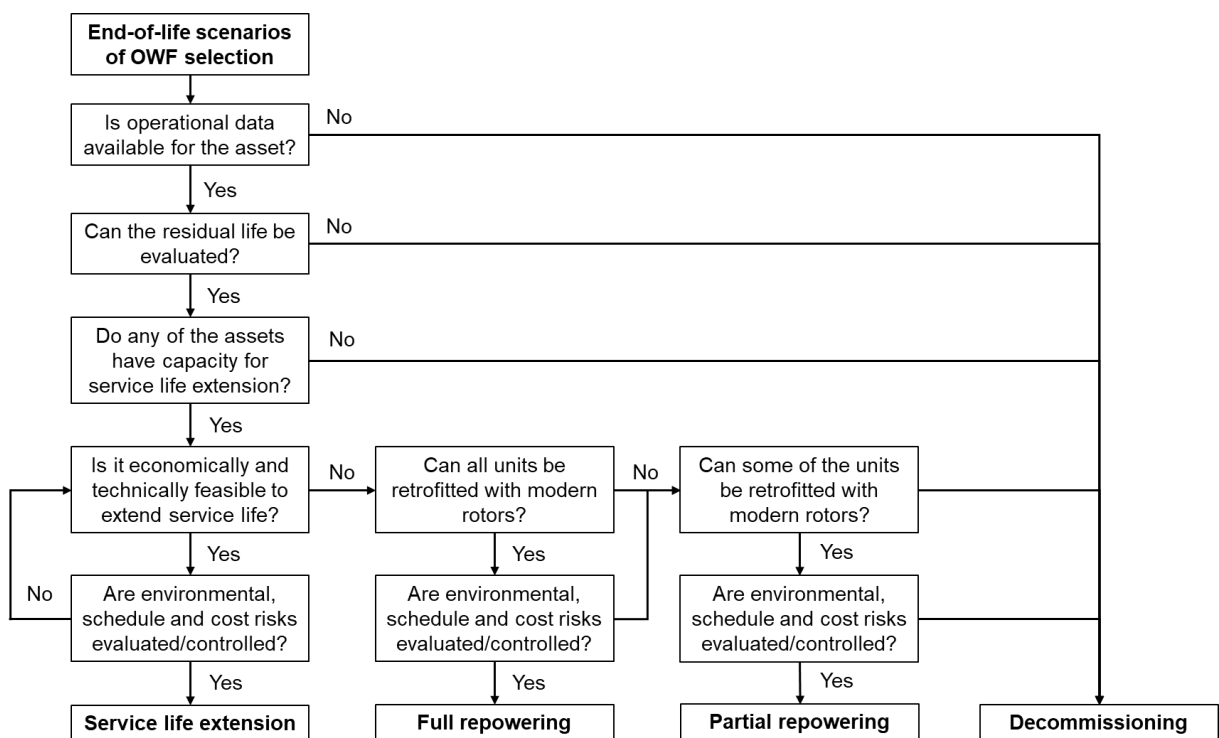 End-of-life scenarios
of OWF selection
Is operational data
available for the asset?
No
Yes
Can the residual life be
evaluated?
No
Yes
Do any of the assets
have capacity for
service life extension?
No
Yes
Is it economically and
technically feasible to
extend service life?
No
Can all units be
retrofitted with modern
rotors?
No
Can some of the units
be retrofitted with
modern rotors?
Yes
Yes
Yes
No
Are environmental,
schedule and cost risks
evaluated/controlled?
Are environmental,
schedule and cost risks
evaluated/controlled?
Are environmental,
schedule and cost risks
evaluated/controlled?
Yes
Yes
Yes
Service life extension
Full repowering
Partial repowering
Decommissioning